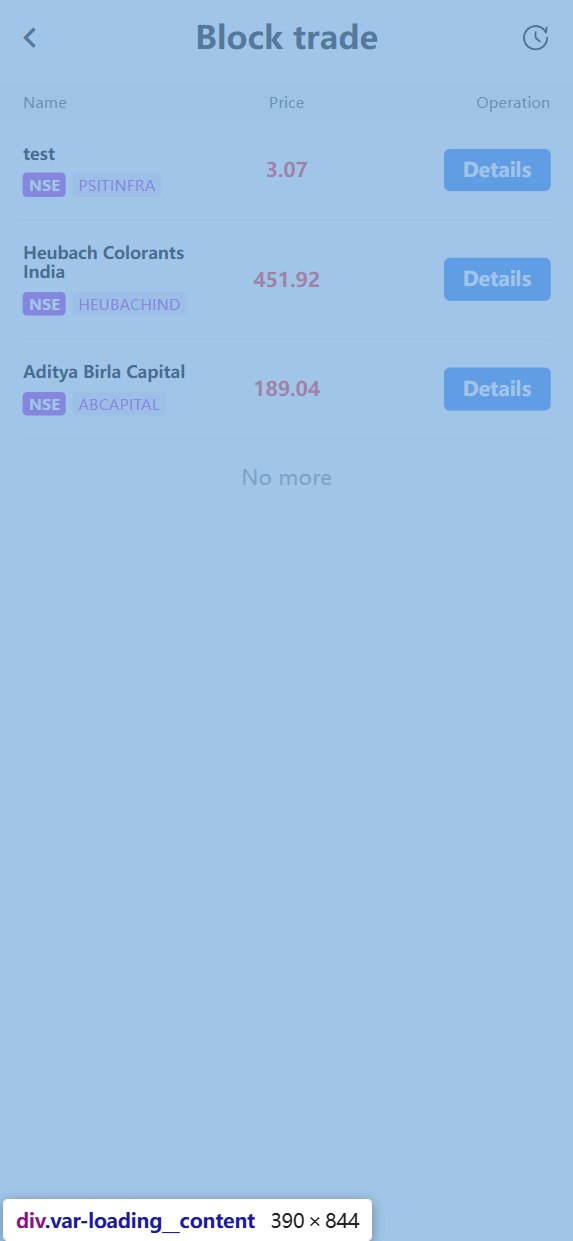 Block trade
Name Price Operation
test
NSE PSITINFRA 3.07 Details
Heubach Colorants
India
NSE HEUBACHIND 451.92 Details
Aditya Birla Capital
NSE ABCAPITAL 189.04 Details
No more
div.var-loading__content 390 × 844